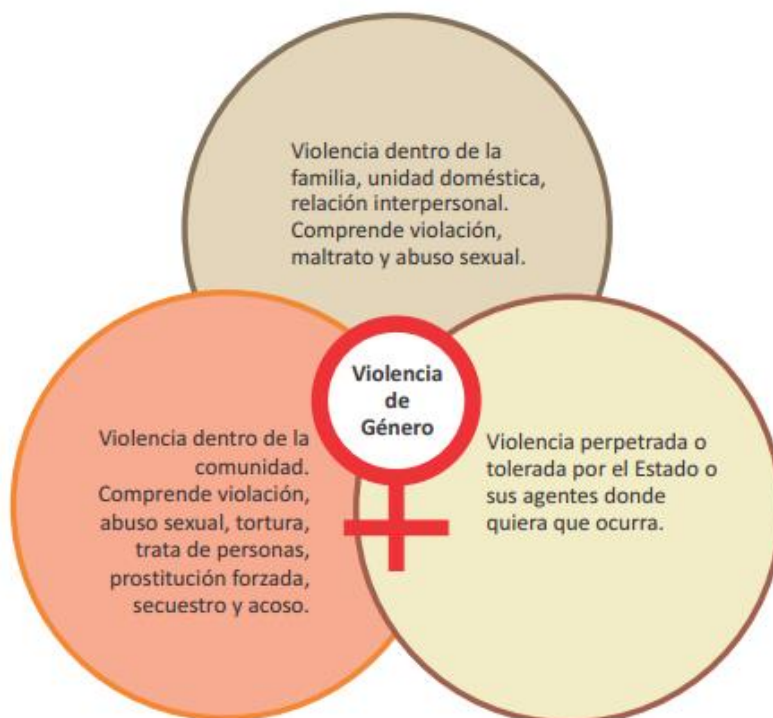 Violencia dentro de la
familia, unidad doméstica,
relación interpersonal.
Comprende violación,
maltrato y abuso sexual.
Violencia
de
Género
Violencia dentro de la
comunidad.
Comprende violación,
abuso sexual, tortura,
trata de personas,
prostitución forzada,
secuestro y acoso.
Violencia perpetrada o
tolerada por el Estado o
sus agentes donde
quiera que ocurra.